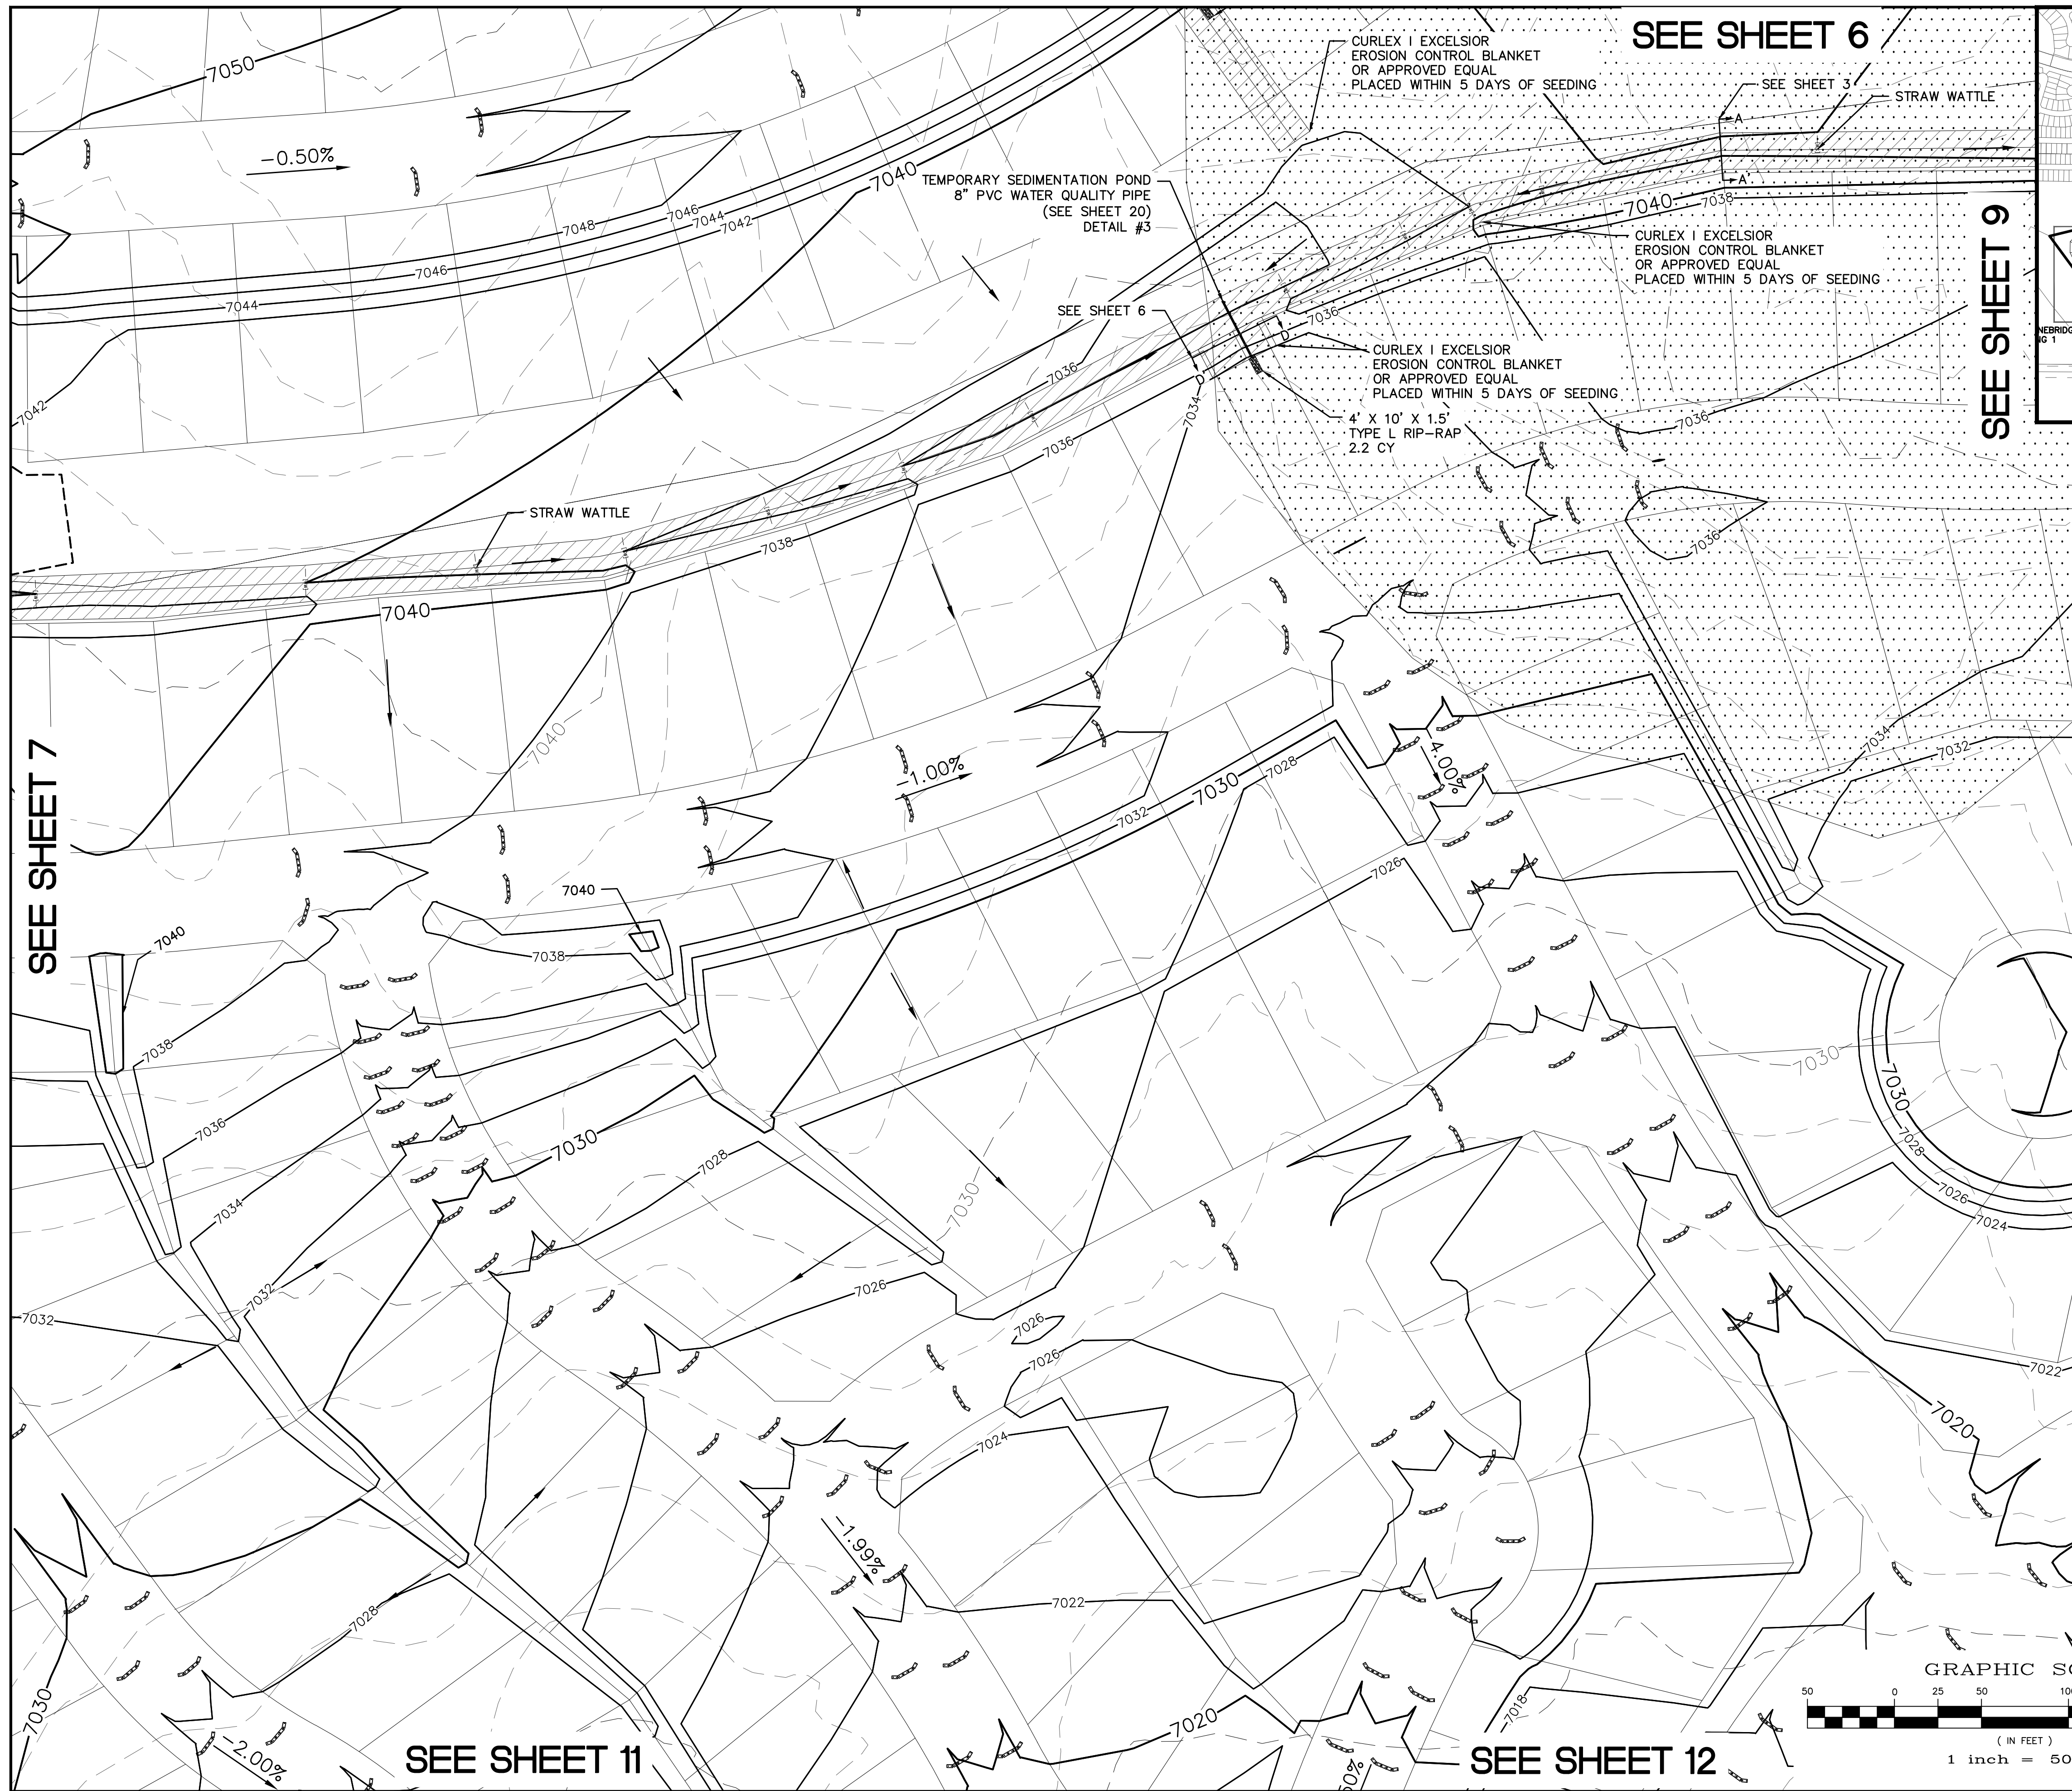 SEE SHEET 6
7050
CURLEX I EXCELSIOR
EROSION CONTROL BLANKET
OR APPROVED EQUAL
PLACED WITHIN 5 DAYS OF SEEDING
SEE SHEET 3
STRAW WATTLE
A
A'
-0.50%
7040
TEMPORARY SEDIMENTATION POND
8" PVC WATER QUALITY PIPE
(SEE SHEET 20)
DETAIL #3
7048
7046
7044
7042
7046
7044
7042
7040
7038
CURLEX I EXCELSIOR
EROSION CONTROL BLANKET
OR APPROVED EQUAL
PLACED WITHIN 5 DAYS OF SEEDING
SEE SHEET 9
SEE SHEET 6
7036
D'
D
CURLEX I EXCELSIOR
EROSION CONTROL BLANKET
OR APPROVED EQUAL
PLACED WITHIN 5 DAYS OF SEEDING
4' X 10' X 1.5'
TYPE L RIP-RAP
2.2 CY
7036
7034
7036
7036
7036
STRAW WATTLE
7038
7040
7040
SEE SHEET 7
-1.00%
-4.00%
7034
7032
7030
7028
7032
7026
7040
7040
7038
7038
7036
7034
7032
7032
7030
7028
7030
7026
7026
7026
7024
7030
7030
7028
7026
7024
7022
7020
-1.99%
7022
7028
7030
-2.00%
7020
7018
SEE SHEET 11
SEE SHEET 12
50%
GRAPHIC
50 0 25 50
( IN FEET )
1 inch = 50